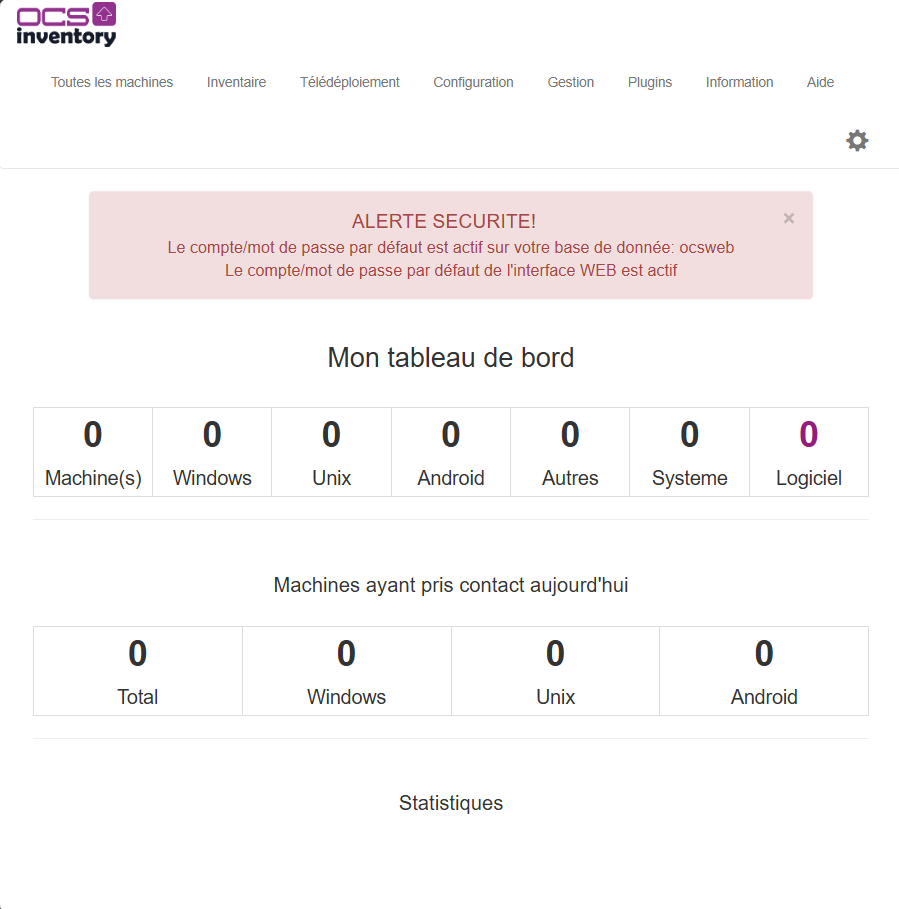 OCS
inventory
Toutes les machines Inventaire Télédéploiement Configuration Gestion Plugins Information Aide
ALERTE SECURITE! ×
Le compte/mot de passe par défaut est actif sur votre base de donnée: ocsweb
Le compte/mot de passe par défaut de l'interface WEB est actif
Mon tableau de bord
0 0 0 0 0 0 0
Machine(s) Windows Unix Android Autres Systeme Logiciel
Machines ayant pris contact aujourd'hui
0 0 0 0
Total Windows Unix Android
Statistiques